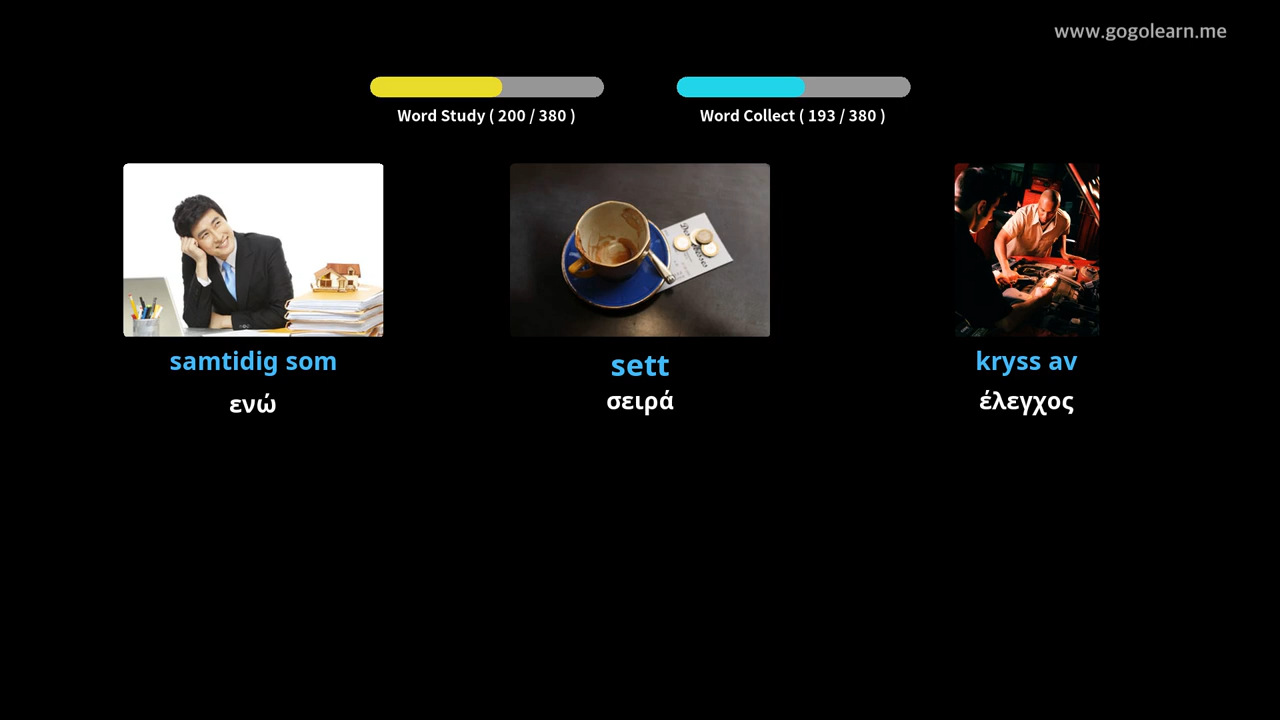 www.gogolearn.me
Word Study ( 200 / 380 )
Word Collect ( 193 / 380 )
samtidig som
sett
kryss av
ενώ
σειρά
έλεγχος